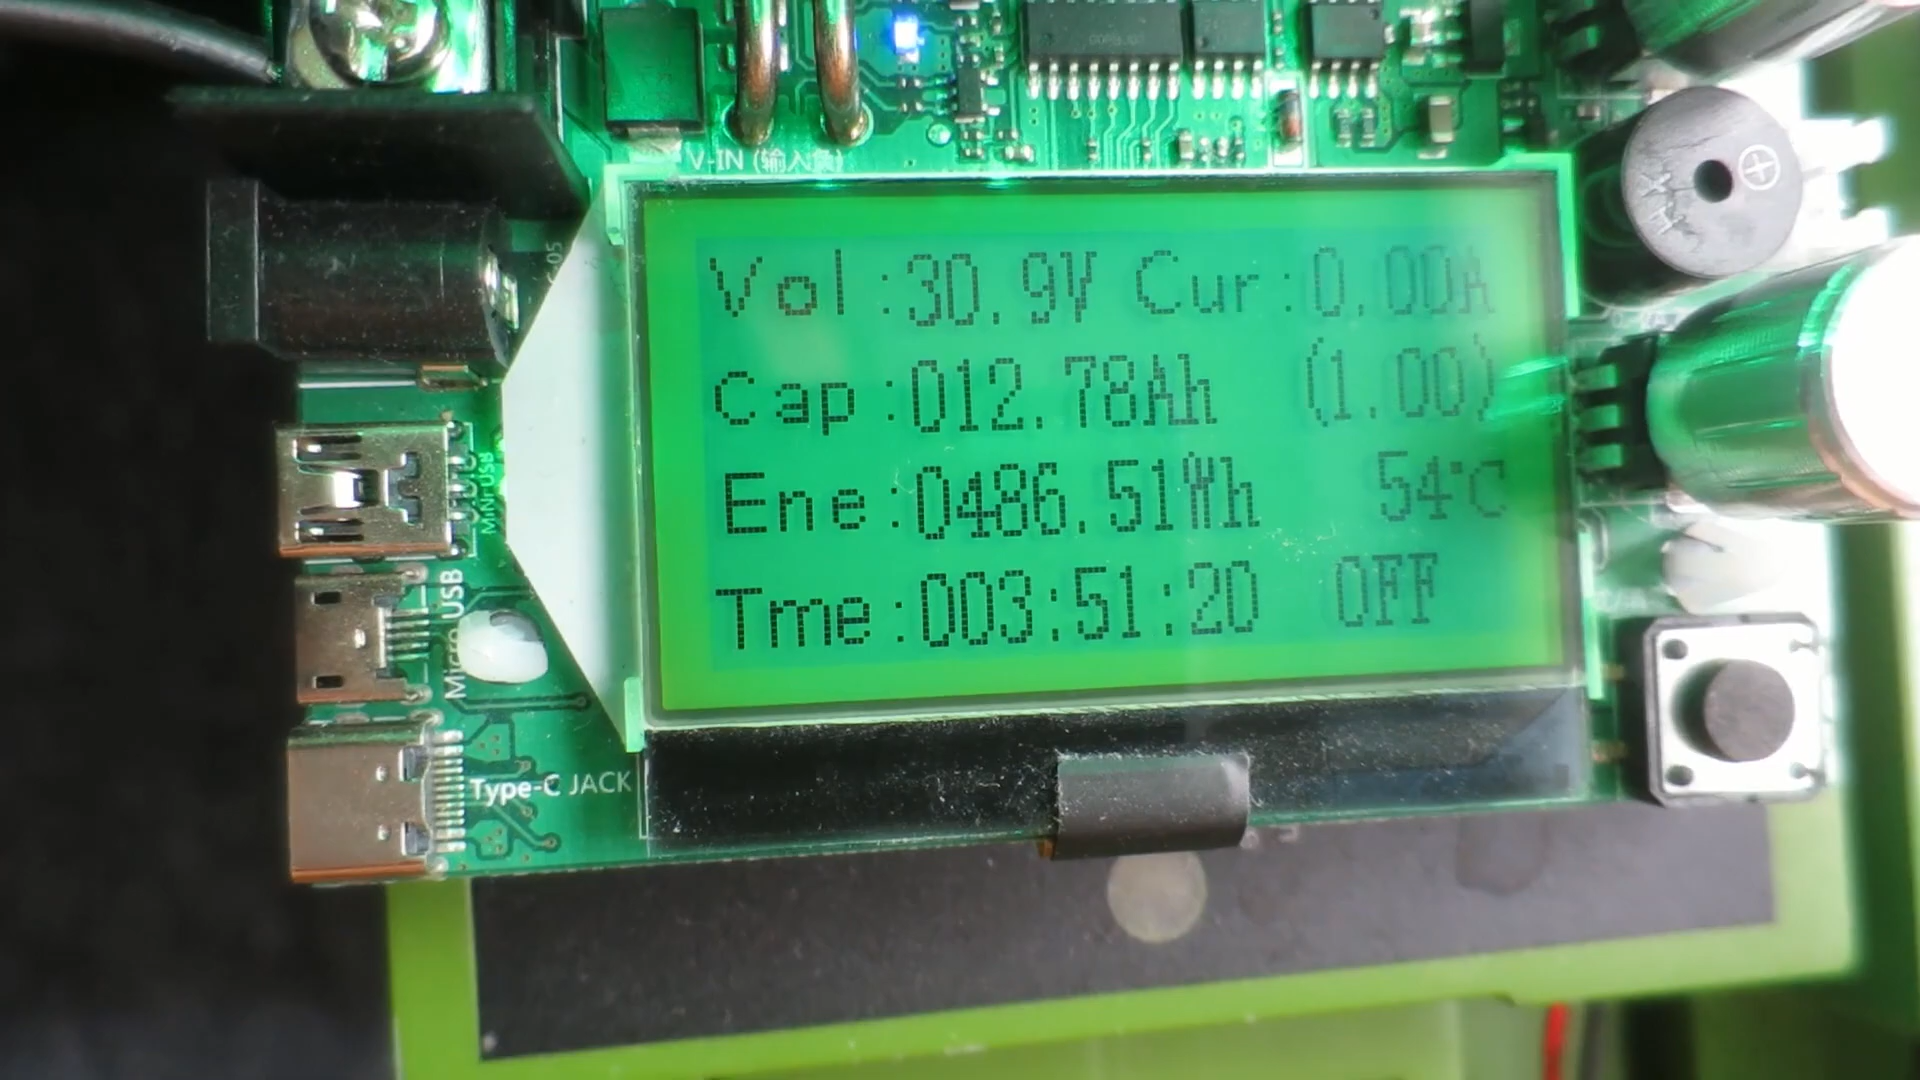 V-IN (输入
Vol:30.9V Cur:0.00A
Cap:012.78Ah (1.00)
Ene:0486.51Wh 54°C
Tme:003:51:20 OFF
MiNi USB
Micro USB
Type-C JACK